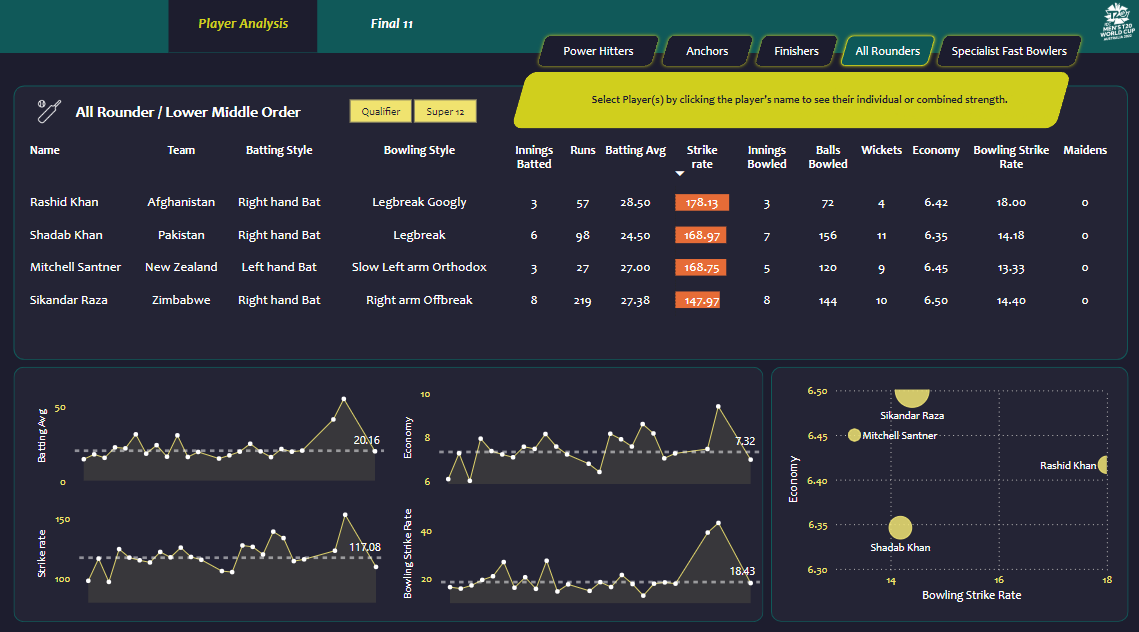 Player Analysis
Final 11
T20
MEN'S T20
WORLD CUP
AUSTRALIA 2022
Power Hitters
Anchors
Finishers
All Rounders
Specialist Fast Bowlers
Select Player(s) by clicking the player's name to see their individual or combined strength.
All Rounder / Lower Middle Order
Qualifier
Super 12
Name Team Batting Style Bowling Style Innings Batted Runs Batting Avg Strike rate Innings Bowled Balls Bowled Wickets Economy Bowling Strike Rate Maidens
Rashid Khan Afghanistan Right hand Bat Legbreak Googly 3 57 28.50 178.13 3 72 4 6.42 18.00 0
Shadab Khan Pakistan Right hand Bat Legbreak 6 98 24.50 168.97 7 156 11 6.35 14.18 0
Mitchell Santner New Zealand Left hand Bat Slow Left arm Orthodox 3 27 27.00 168.75 5 120 9 6.45 13.33 0
Sikandar Raza Zimbabwe Right hand Bat Right arm Offbreak 8 219 27.38 147.97 8 144 10 6.50 14.40 0
Batting Avg
50
0
20.16
Economy
10
8
6
7.32
Strike rate
150
100
117.08
Bowling Strike Rate
40
20
18.43
Economy
6.50
6.45
6.40
6.35
6.30
Sikandar Raza
Mitchell Santner
Rashid Khan
Shadab Khan
14 16 18
Bowling Strike Rate